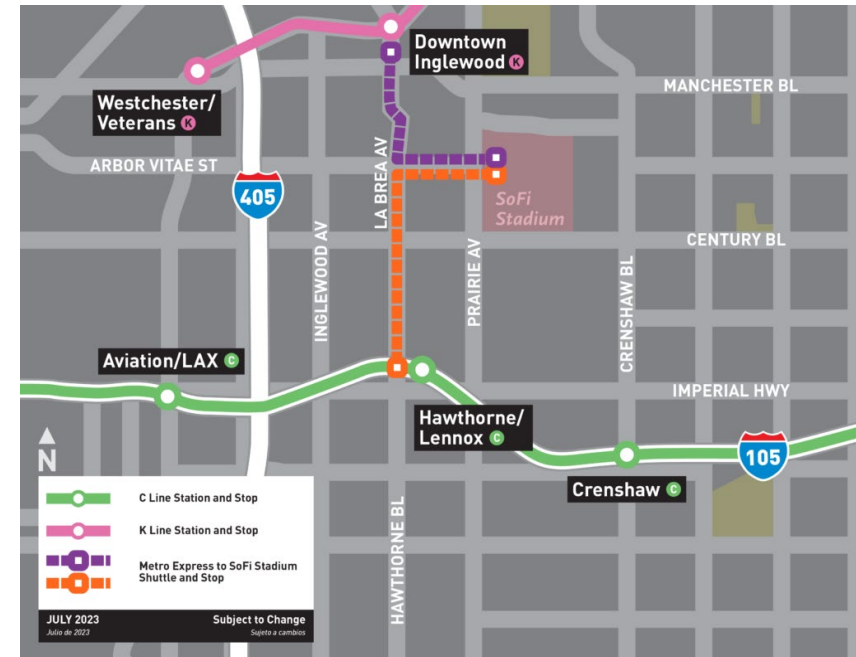 Downtown
Inglewood K
Westchester/
Veterans K
MANCHESTER BL
ARBOR VITAE ST
LA BREA AV
405
SoFi
Stadium
INGLEWOOD AV
PRAIRIE AV
CENTURY BL
CRENSHAW BL
Aviation/LAX C
IMPERIAL HWY
Hawthorne/
Lennox C
N
105
Crenshaw C
HAWTHORNE BL
C Line Station and Stop
K Line Station and Stop
Metro Express to SoFi Stadium
Shuttle and Stop
JULY 2023
Julio de 2023
Subject to Change
Sujeto a cambios